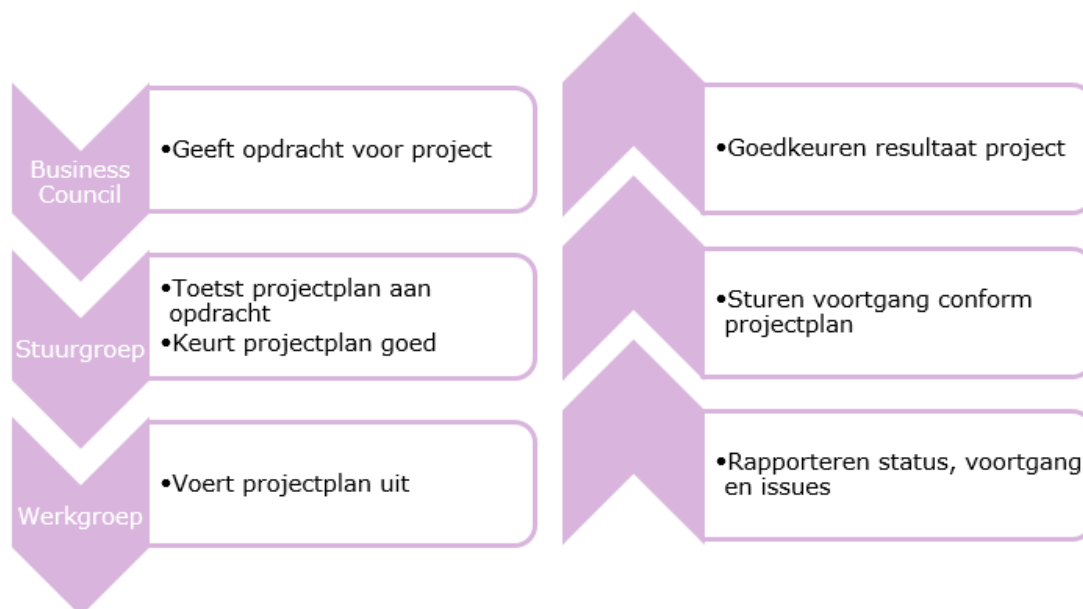 Business
Council
•Geeft opdracht voor project
Stuurgroep
•Toetst projectplan aan
opdracht
•Keurt projectplan goed
Werkgroep
•Voert projectplan uit
•Goedkeuren resultaat project
•Sturen voortgang conform
projectplan
•Rapporteren status, voortgang
en issues